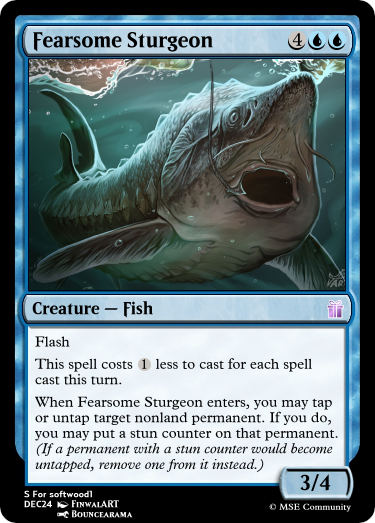 Fearsome Sturgeon 4
Creature — Fish
Flash
This spell costs 1 less to cast for each spell
cast this turn.
When Fearsome Sturgeon enters, you may tap
or untap target nonland permanent. If you do,
you may put a stun counter on that permanent.
(If a permanent with a stun counter would become
untapped, remove one from it instead.)
3/4
S For softwood1
DEC24 FinwalART
Bouncearama
© MSE Community